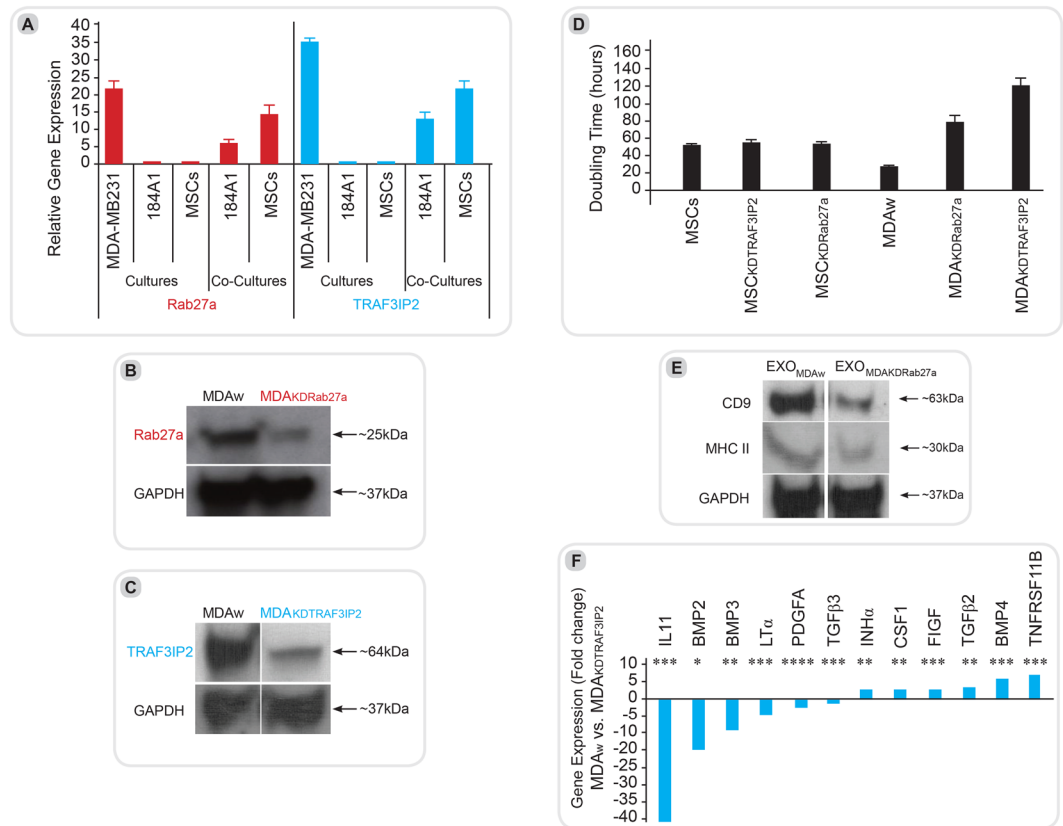 A
Relative Gene Expression
40
35
30
25
20
15
10
5
0
MDA-MB231
184A1
MSCs
184A1
MSCs
MDA-MB231
184A1
MSCs
184A1
MSCs
Cultures
Co-Cultures
Cultures
Co-Cultures
Rab27a
TRAF3IP2
D
Doubling Time (hours)
160
140
120
100
80
60
40
20
0
MSCs
MSCKDTRAF3IP2
MSCKDRab27a
MDAw
MDAKDRab27a
MDAKDTRAF3IP2
B
MDAw MDAKDRab27a
Rab27a ~25kDa
GAPDH ~37kDa
E
EXOMDAw EXOMDAKDRab27a
CD9 ~63kDa
MHC II ~30kDa
GAPDH ~37kDa
C
MDAw MDAKDTRAF3IP2
TRAF3IP2 ~64kDa
GAPDH ~37kDa
F
Gene Expression (Fold change)
MDAw vs. MDAKDTRAF3IP2
IL11
BMP2
BMP3
LTα
PDGFA
TGFβ3
INHα
CSF1
FIGF
TGFβ2
BMP4
TNFRSF11B
*** * ** *** **** *** ** ** *** ** *** ***
10
5
0
-5
-10
-15
-20
-25
-30
-35
-40